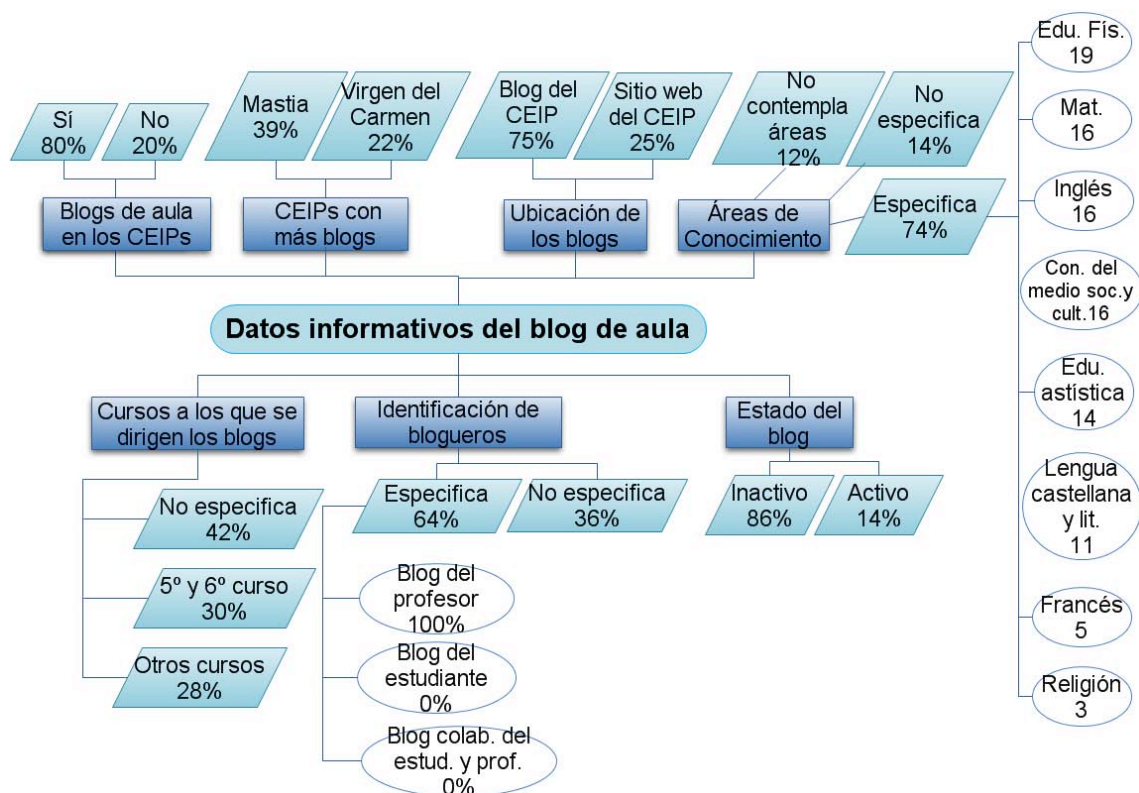 Sí
80%
No
20%
Mastia
39%
Virgen del
Carmen
22%
Blog del
CEIP
75%
Sitio web
del CEIP
25%
No
contempla
áreas
12%
No
especifica
14%
Blogs de aula
en los CEIPs
CEIPs con
más blogs
Ubicación de
los blogs
Áreas de
Conocimiento
Especifica
74%
Edu. Fís.
19
Mat.
16
Inglés
16
Con. del
medio soc.y
cult.16
Edu.
astística
14
Lengua
castellana
y lit.
11
Francés
5
Religión
3
Datos informativos del blog de aula
Cursos a los que se
dirigen los blogs
No especifica
42%
5º y 6º curso
30%
Otros cursos
28%
Identificación de
blogueros
Especifica
64%
No especifica
36%
Blog del
profesor
100%
Blog del
estudiante
0%
Blog colab. del
estud. y prof.
0%
Estado del
blog
Inactivo
86%
Activo
14%